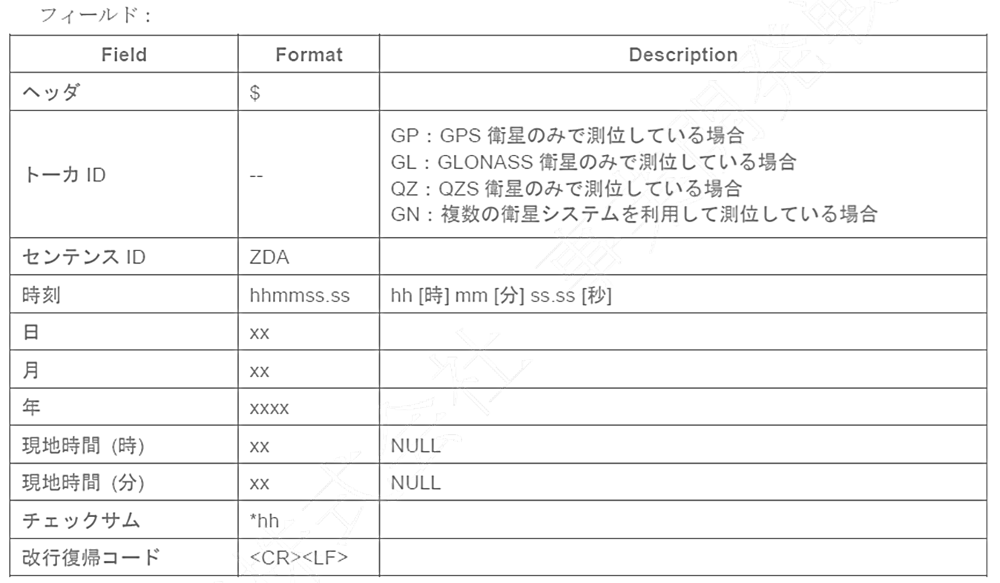 フィールド：
Field Format Description
ヘッダ $
トーカ ID --
GP：GPS 衛星のみで測位している場合
GL：GLONASS 衛星のみで測位している場合
QZ：QZS 衛星のみで測位している場合
GN：複数の衛星システムを利用して測位している場合
センテンス ID ZDA
時刻 hhmmss.ss hh [時] mm [分] ss.ss [秒]
日 xx
月 xx
年 xxxx
現地時間 (時) xx NULL
現地時間 (分) xx NULL
チェックサム *hh
改行復帰コード <CR><LF>